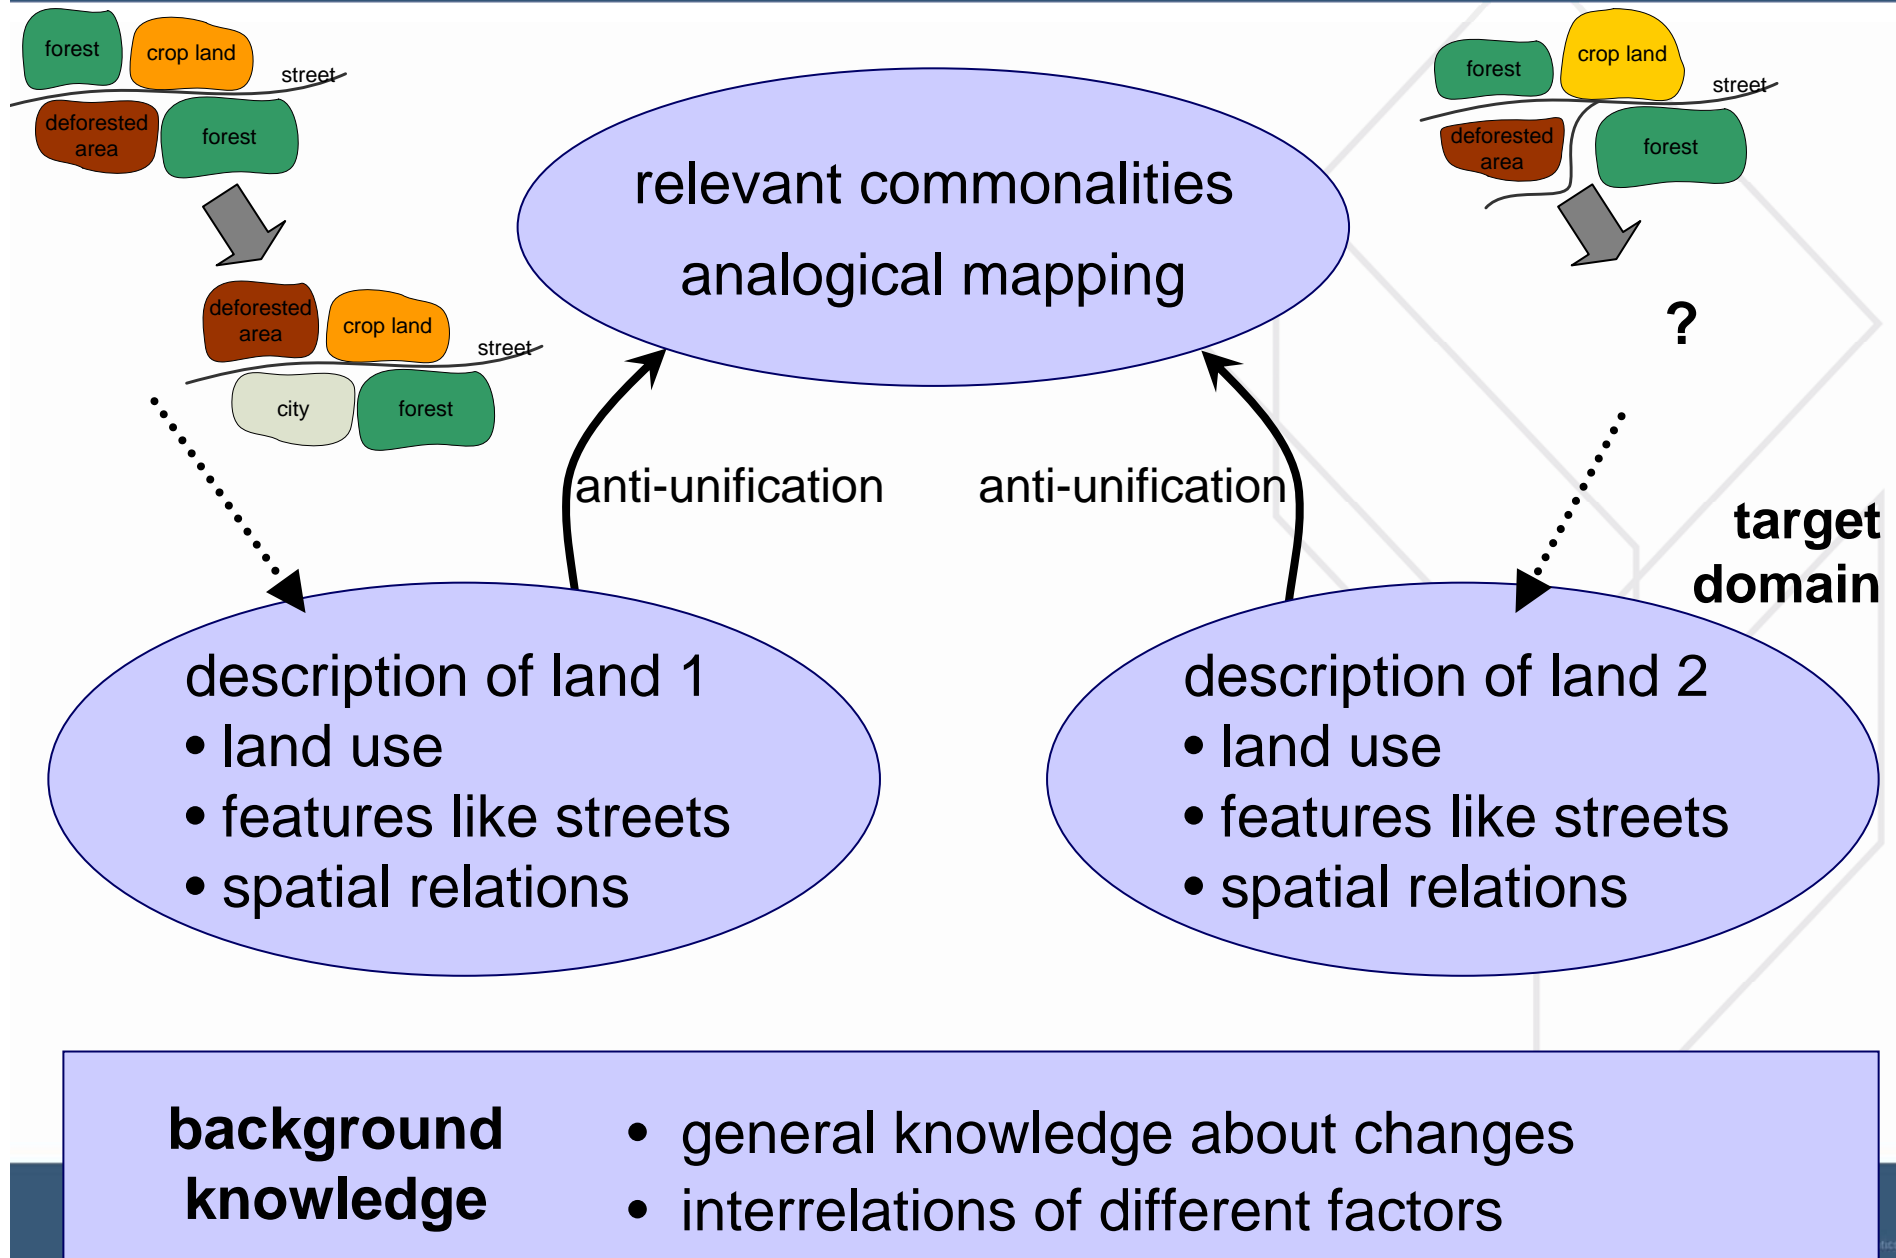 forest
crop land
street
deforested
area
forest
deforested
area
crop land
street
city
forest
relevant commonalities
analogical mapping
forest
crop land
street
deforested
area
forest
?
anti-unification
anti-unification
target
domain
description of land 1
• land use
• features like streets
• spatial relations
description of land 2
• land use
• features like streets
• spatial relations
background
knowledge
• general knowledge about changes
• interrelations of different factors